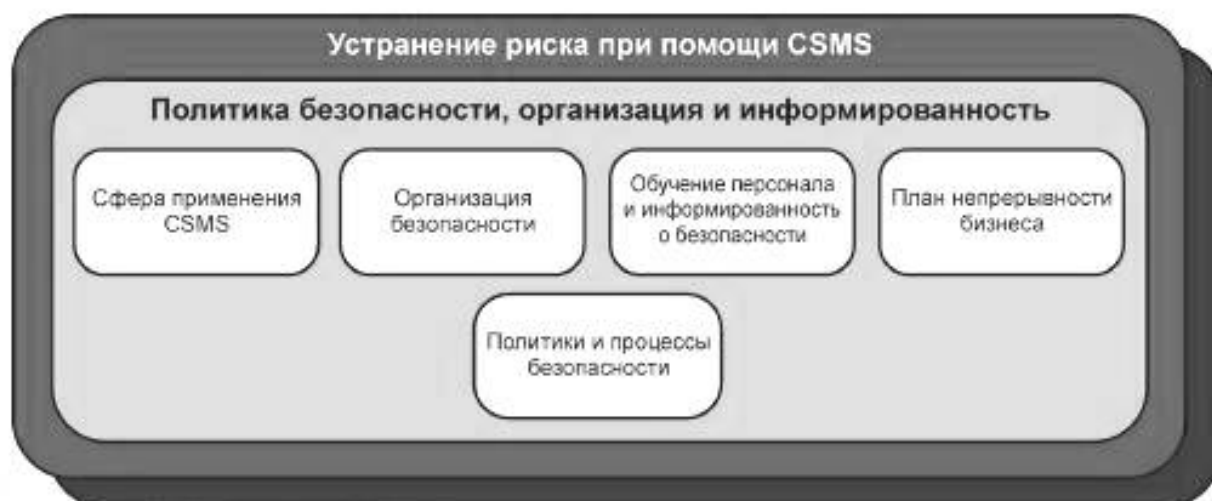 Устранение риска при помощи CSMS
Политика безопасности, организация и информированность
Сфера применения
CSMS
Организация
безопасности
Обучение персонала
и информированность
о безопасности
План непрерывности
бизнеса
Политики и процессы
безопасности